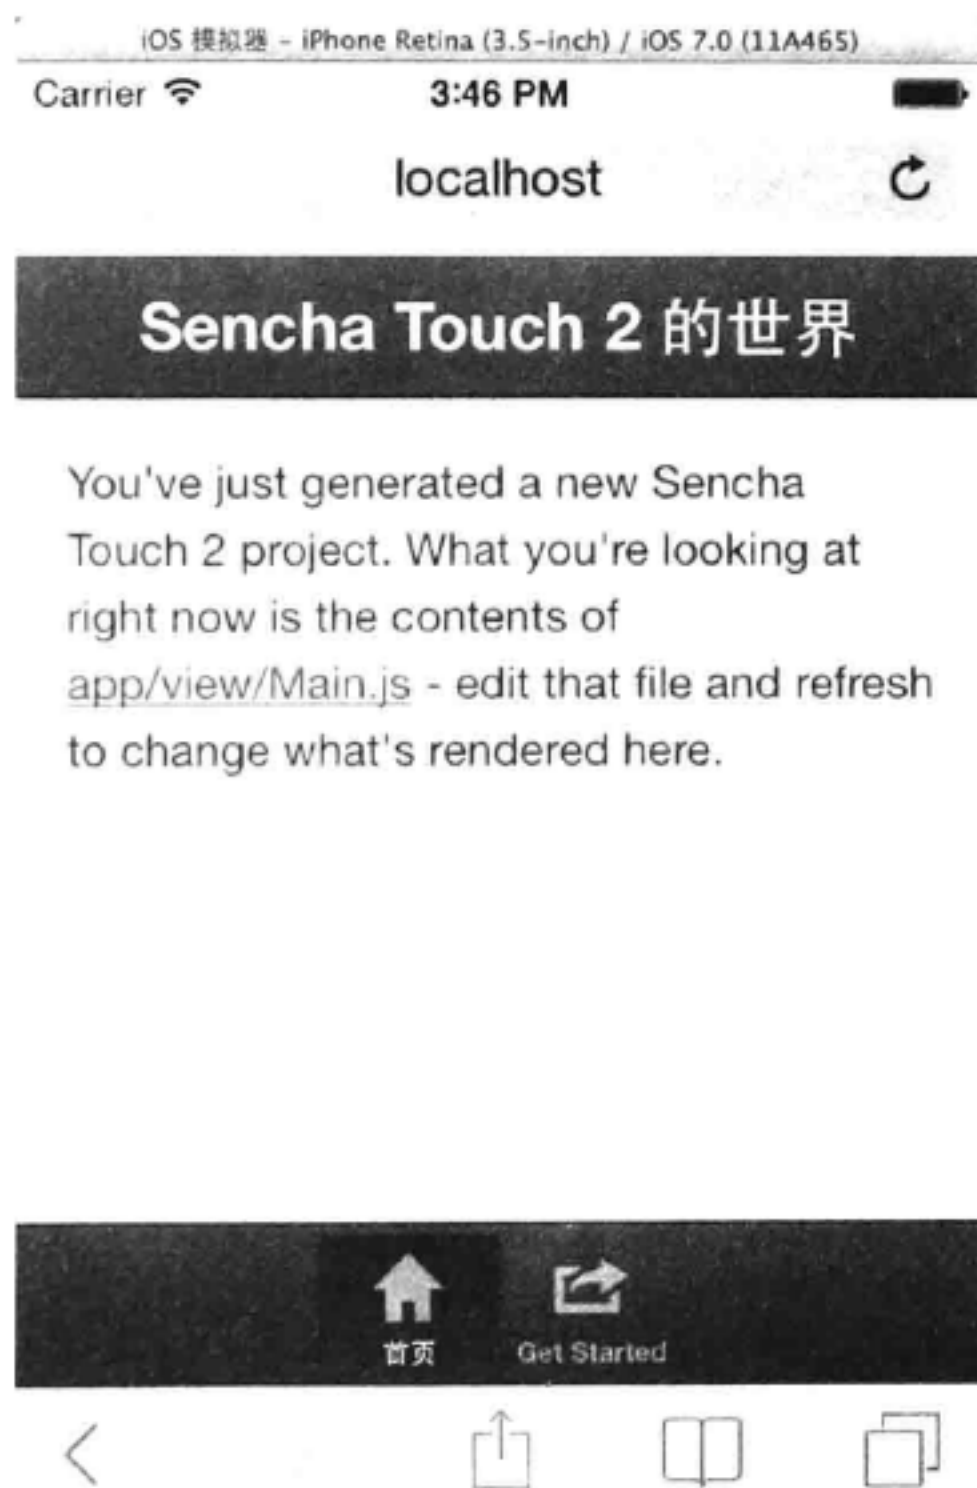 iOS 模拟器 - iPhone Retina (3.5-inch) / iOS 7.0 (11A465)
Carrier 3:46 PM
localhost
Sencha Touch 2 的世界
You've just generated a new Sencha
Touch 2 project. What you're looking at
right now is the contents of
app/view/Main.js - edit that file and refresh
to change what's rendered here.
首页 Get Started